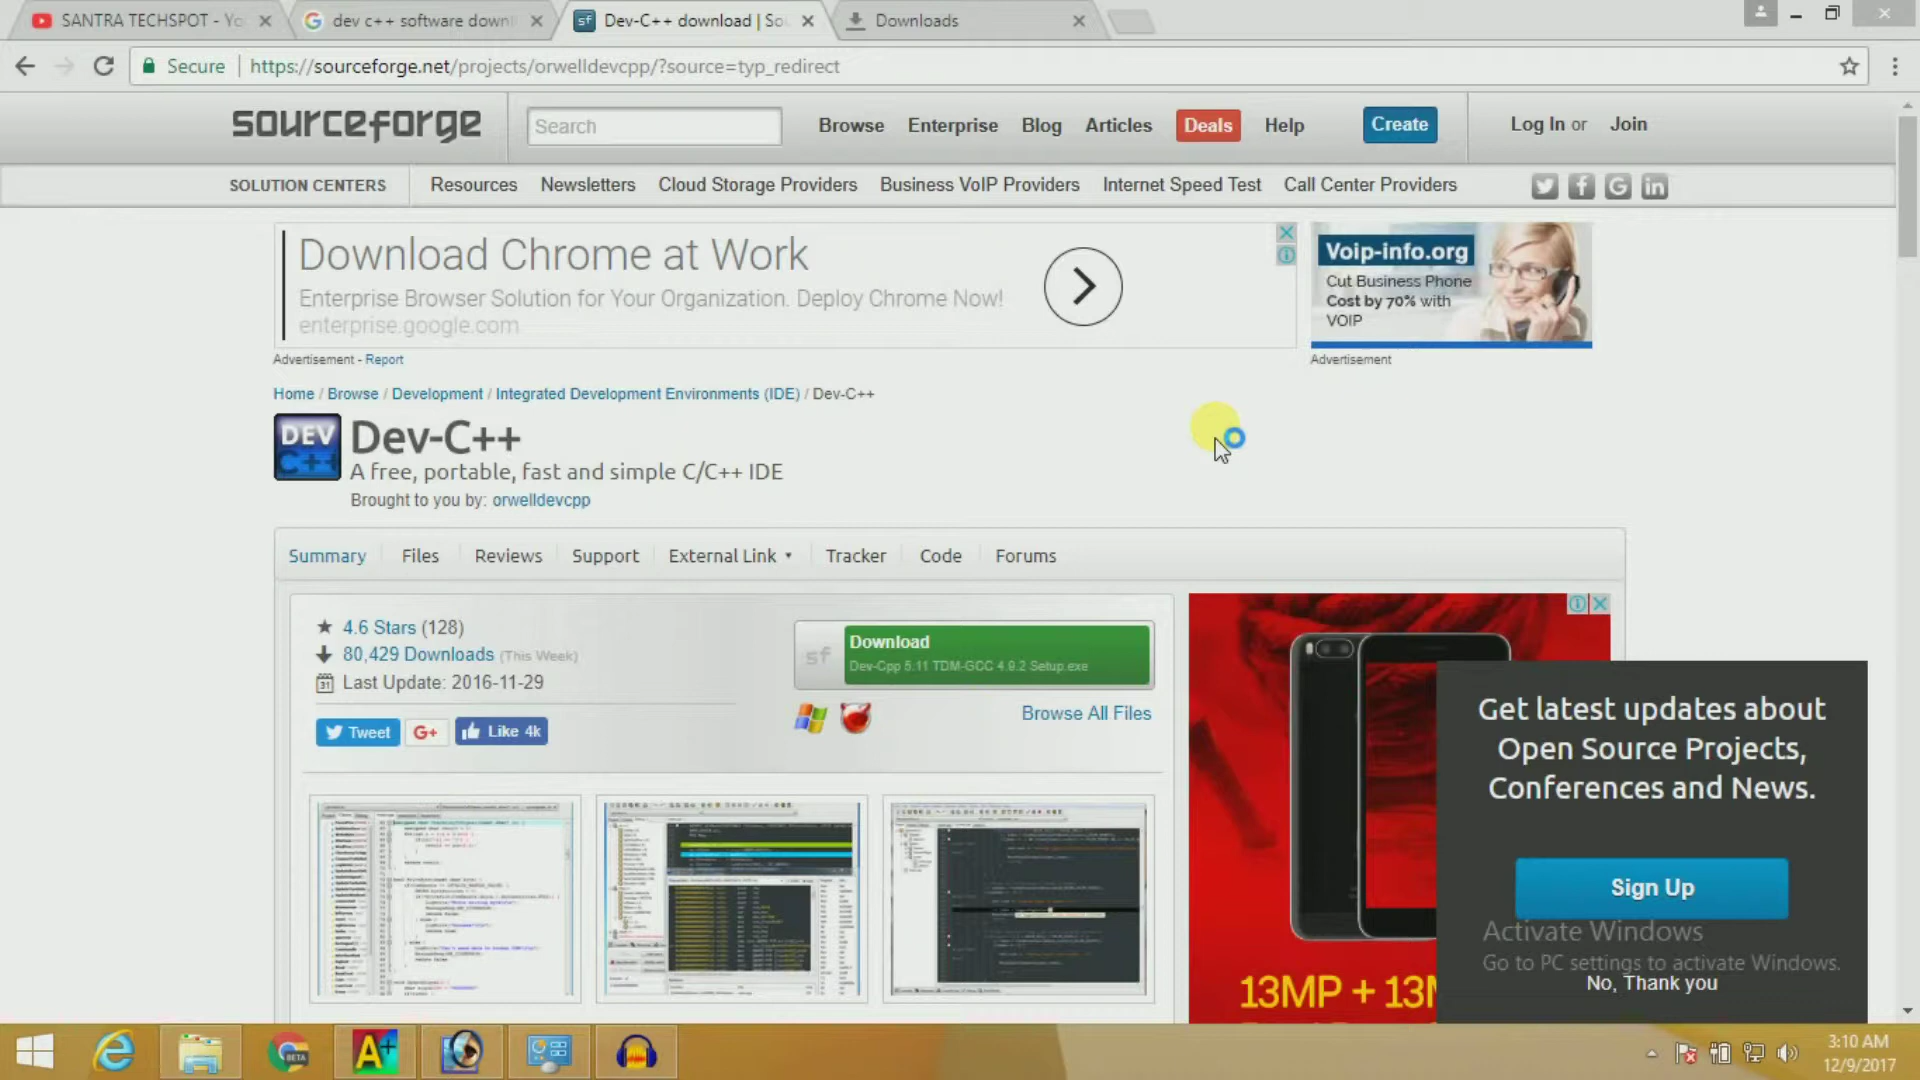 SANTRA TECHSPOT - Yo
dev c++ software down
Dev-C++ download | So
Downloads
Secure
https://sourceforge.net/projects/orwelldevcpp/?source=typ_redirect
sourceforge
Search
Browse
Enterprise
Blog
Articles
Deals
Help
Create
Log In or Join
SOLUTION CENTERS
Resources
Newsletters
Cloud Storage Providers
Business VoIP Providers
Internet Speed Test
Call Center Providers
Download Chrome at Work
Enterprise Browser Solution for Your Organization. Deploy Chrome Now!
enterprise.google.com
Advertisement - Report
Voip-info.org
Cut Business Phone
Cost by 70% with
VOIP
Advertisement
Home / Browse / Development / Integrated Development Environments (IDE) / Dev-C++
DEV
C++
Dev-C++
A free, portable, fast and simple C/C++ IDE
Brought to you by: orwelldevcpp
Summary
Files
Reviews
Support
External Link
Tracker
Code
Forums
4.6 Stars (128)
80,429 Downloads (This Week)
Last Update: 2016-11-29
Tweet
G+
Like 4k
sf
Download
Dev-Cpp 5.11 TDM-GCC 4.9.2 Setup.exe
Browse All Files
13MP + 13M
Get latest updates about
Open Source Projects,
Conferences and News.
Sign Up
Activate Windows
Go to PC settings to activate Windows.
No, Thank you
BETA
A+
3:10 AM
12/9/2017